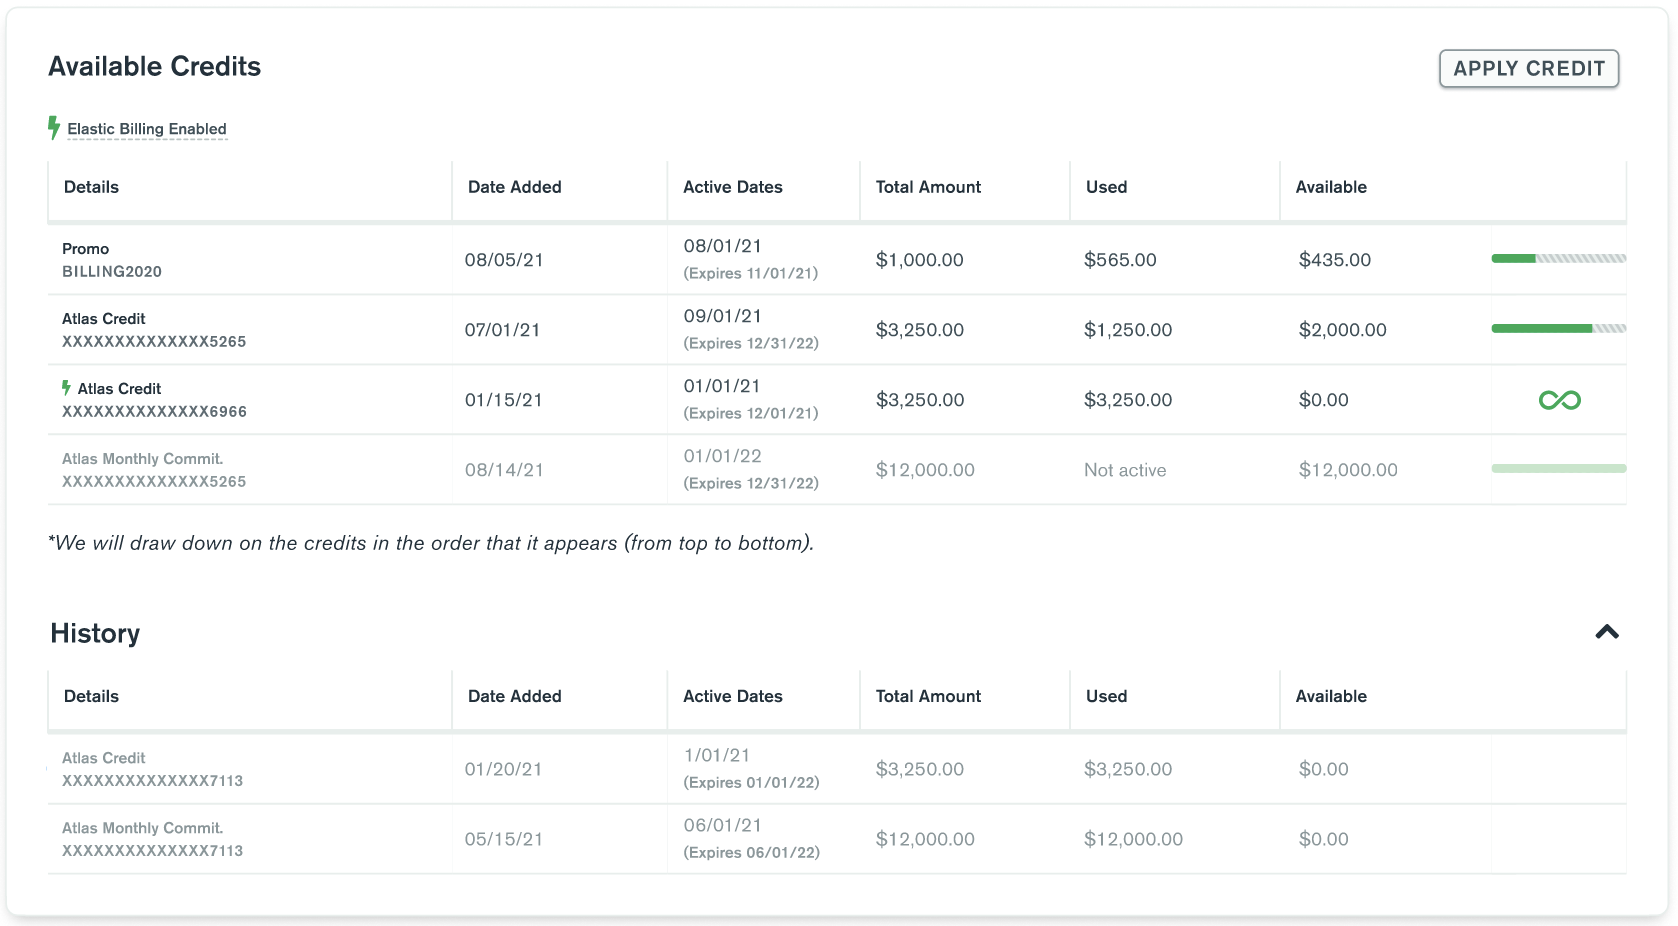 Available Credits
APPLY CREDIT
Elastic Billing Enabled
Details Date Added Active Dates Total Amount Used Available
Promo
BILLING2020
08/05/21
08/01/21
(Expires 11/01/21)
$1,000.00 $565.00 $435.00
Atlas Credit
XXXXXXXXXXXXXX5265
07/01/21
09/01/21
(Expires 12/31/22)
$3,250.00 $1,250.00 $2,000.00
Atlas Credit
XXXXXXXXXXXXXX6966
01/15/21
01/01/21
(Expires 12/01/21)
$3,250.00 $3,250.00 $0.00
Atlas Monthly Commit.
XXXXXXXXXXXXXX5265
08/14/21
01/01/22
(Expires 12/31/22)
$12,000.00 Not active $12,000.00
*We will draw down on the credits in the order that it appears (from top to bottom).
History
Details Date Added Active Dates Total Amount Used Available
Atlas Credit
XXXXXXXXXXXXXX7113
01/20/21
1/01/21
(Expires 01/01/22)
$3,250.00 $3,250.00 $0.00
Atlas Monthly Commit.
XXXXXXXXXXXXXX7113
05/15/21
06/01/21
(Expires 06/01/22)
$12,000.00 $12,000.00 $0.00